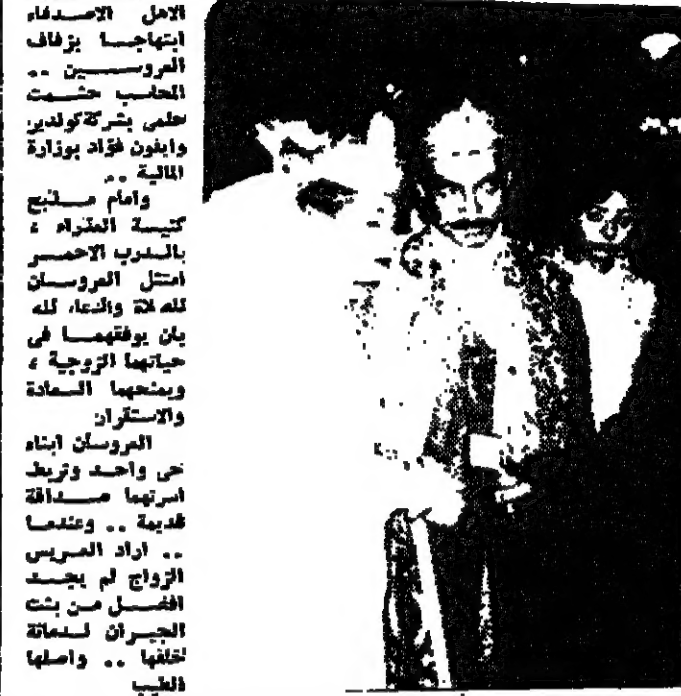 الاهل الاصدقاء
ابتهاجا بزفاف
العروسين ..
المحاسب حشمت
حلمى بشركة كولدير
وايفون فؤاد بوزارة
المالية ..
وامام مذبح
كنيسة العذراء ،
بالدرب الاحمر
امتثل العروسان
للصلاة والدعاء لله
بان يوفقهما فى
حياتهما الزوجية ،
ويمنحهما السعادة
والاستقرار
العروسان ابناء
حى واحد وتربط
اسرتهما صداقة
قديمة .. وعندما
.. اراد العريس
الزواج لم يجد
افضل من بنت
الجيران لدماثة
خلقها .. واصلها
الطيب